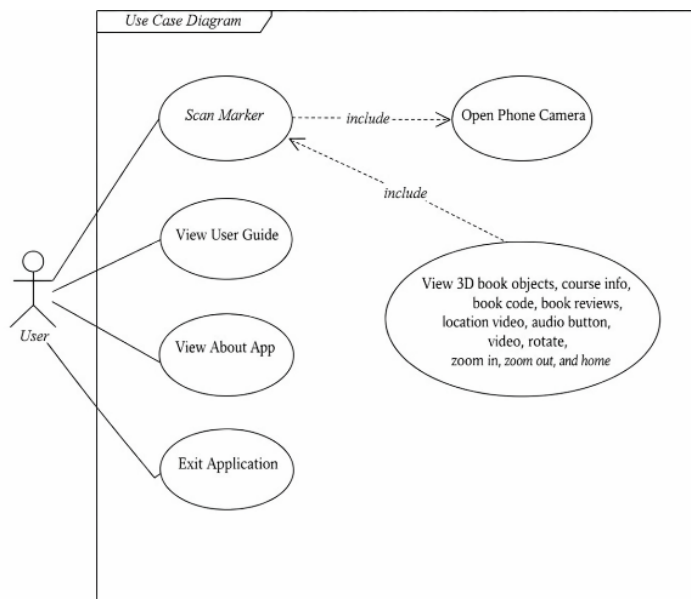 Use Case Diagram
Scan Marker
include
Open Phone Camera
include
View User Guide
View 3D book objects, course info,
book code, book reviews,
location video, audio button,
video, rotate,
zoom in, zoom out, and home
User
View About App
Exit Application